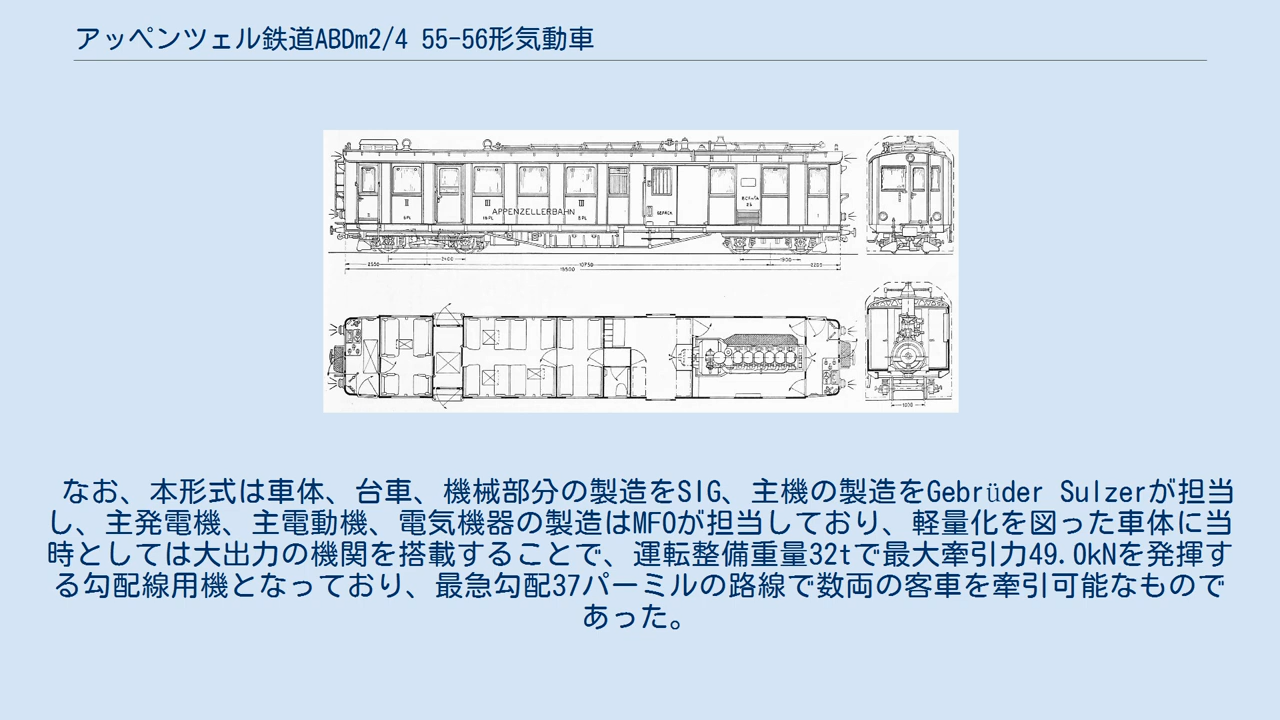 アッペンツェル鉄道ABDm2/4 55-56形気動車
APPENZELLERBAHN
2400
1900
2550
10750
2205
なお、本形式は車体、台車、機械部分の製造をSIG、主機の製造をGebrüder Sulzerが担当
し、主発電機、主電動機、電気機器の製造はMFOが担当しており、軽量化を図った車体に当
時としては大出力の機関を搭載することで、運転整備重量32tで最大牽引力49.0kNを発揮す
る勾配線用機となっており、最急勾配37パーミルの路線で数両の客車を牽引可能なもので
あった。